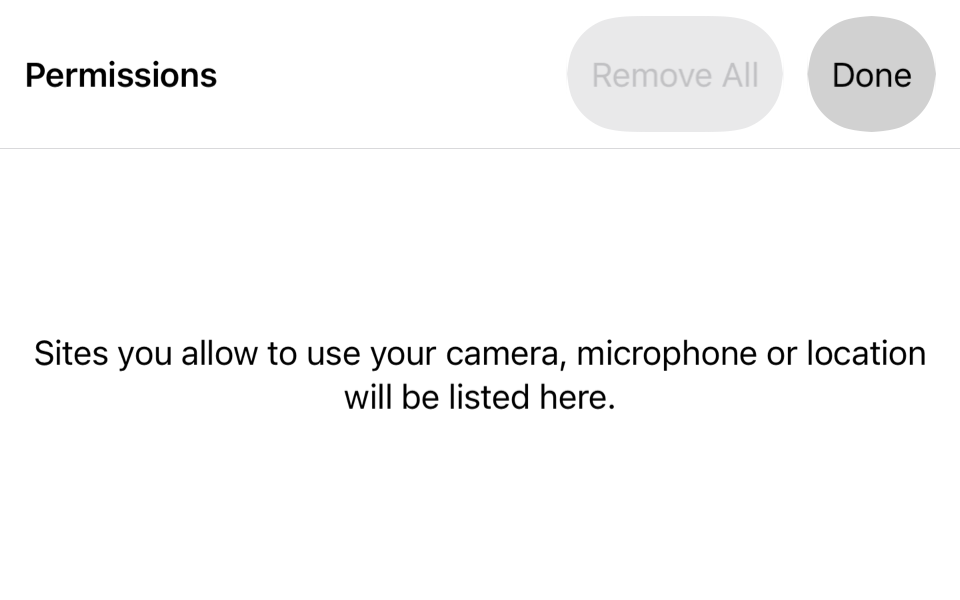 Permissions
Remove All
Done
Sites you allow to use your camera, microphone or location
will be listed here.